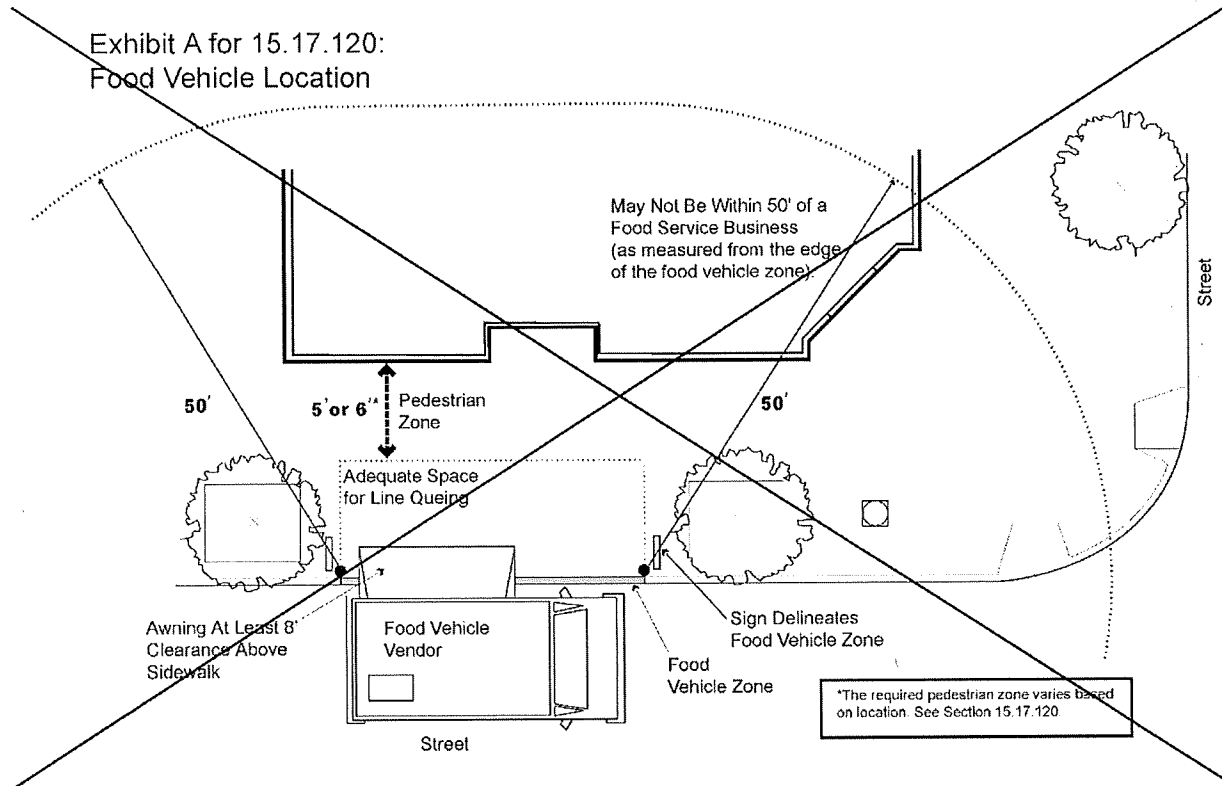 Exhibit A for 15.17.120:
Food Vehicle Location
May Not Be Within 50' of a
Food Service Business
(as measured from the edge
of the food vehicle zone).
Street
50'
5' or 6'*
Pedestrian
Zone
50'
Adequate Space
for Line Queing
Awning At Least 8'
Clearance Above
Sidewalk
Food Vehicle
Vendor
Sign Delineates
Food Vehicle Zone
Food
Vehicle Zone
*The required pedestrian zone varies based
on location. See Section 15.17.120
Street